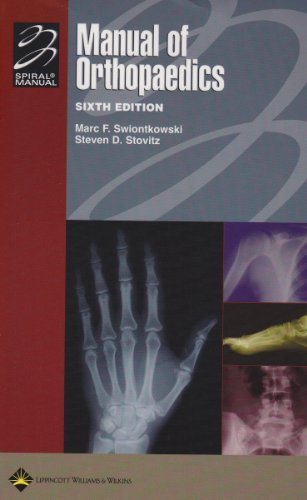 SPIRAL®
MANUAL
Manual of
Orthopaedics
SIXTH EDITION
Marc F. Swiontkowski
Steven D. Stovitz
LIPPINCOTT WILLIAMS & WILKINS